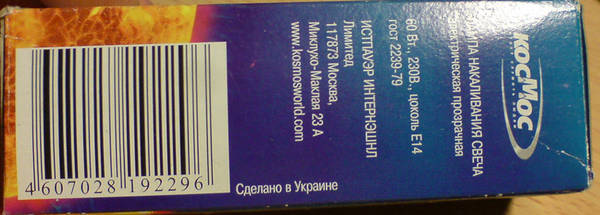 косМос
ЛАМПА НАКАЛИВАНИЯ СВЕЧА
электрическая прозрачная
60 Вт., 230В., цоколь Е14
гост 2239-79
ИСТПАУЭР ИНТЕРНЭШНЛ
Лимитед
117873 Москва,
Миклухо-Маклая 23 А
www.kosmosworld.com
Сделано в Украине
4 607028 192296